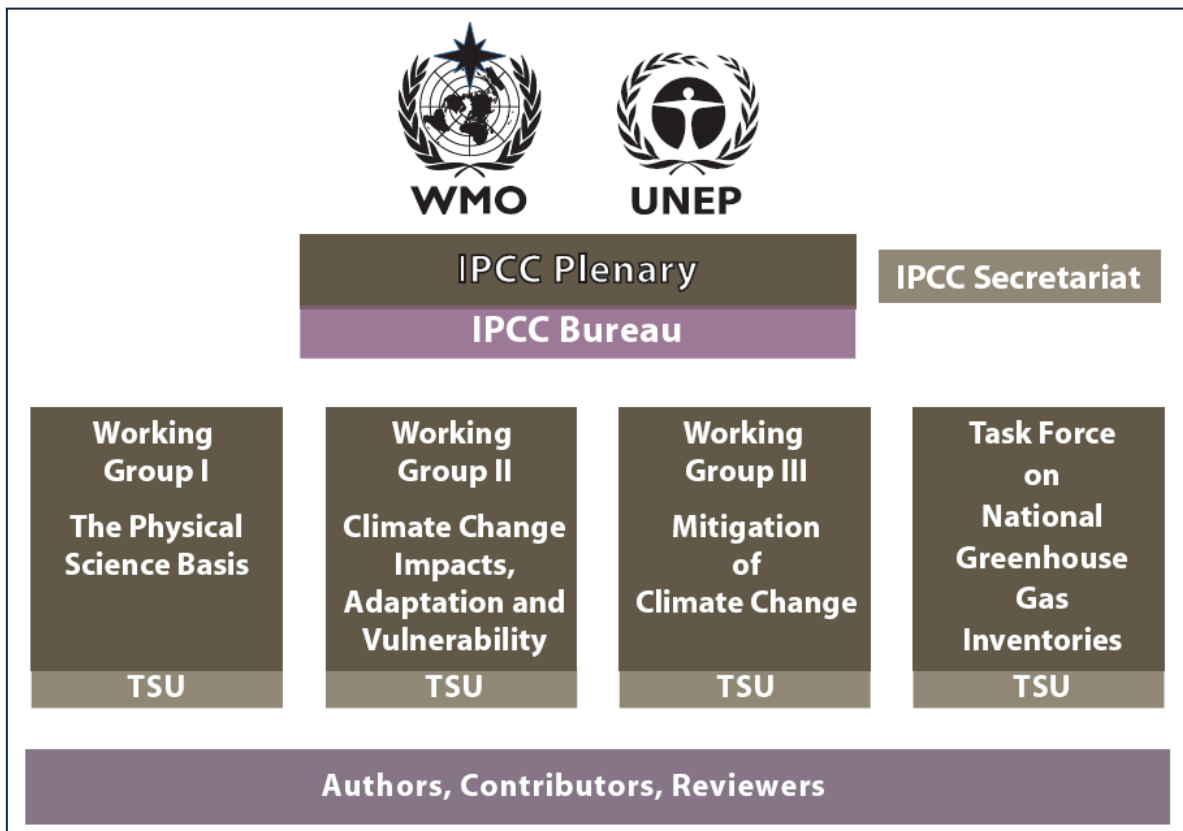 WMO
UNEP
IPCC Plenary
IPCC Secretariat
IPCC Bureau
Working
Group I
The Physical
Science Basis
TSU
Working
Group II
Climate Change
Impacts,
Adaptation and
Vulnerability
TSU
Working
Group III
Mitigation
of
Climate Change
TSU
Task Force
on
National
Greenhouse
Gas
Inventories
TSU
Authors, Contributors, Reviewers